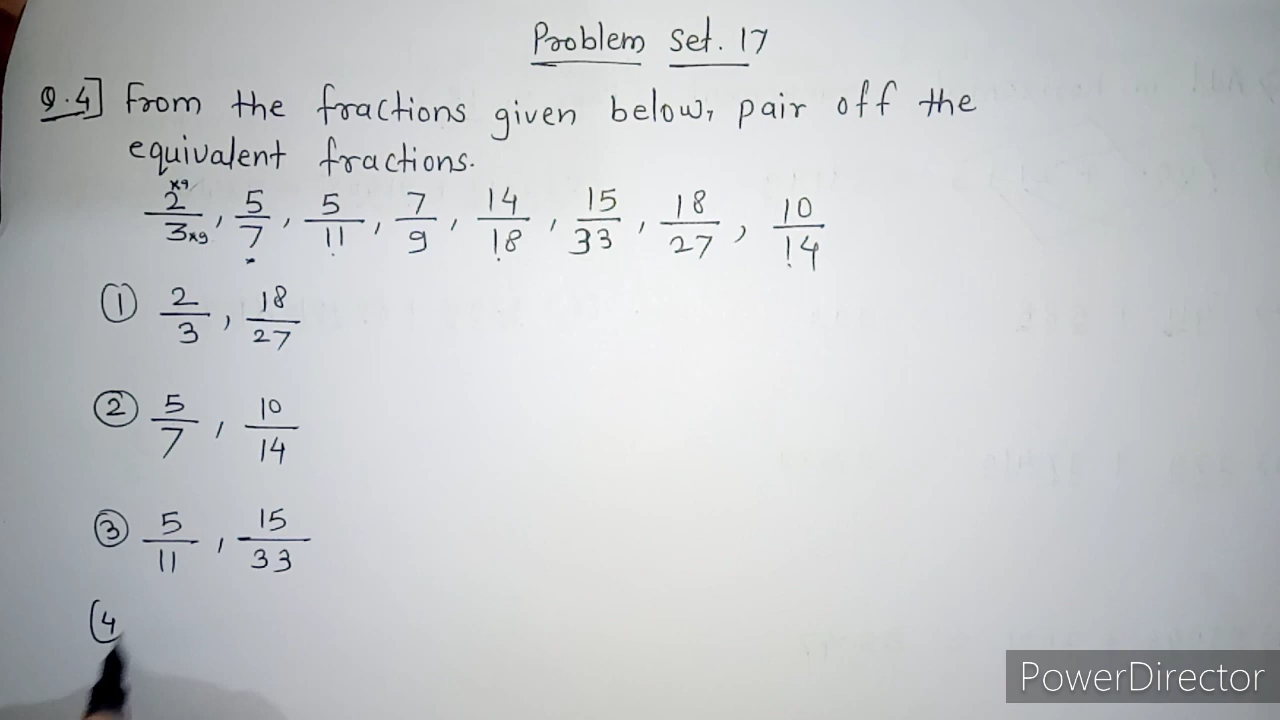 Problem Set. 17
Q.4] From the fractions given below, pair off the
equivalent fractions.
2×9/3×9, 5/7, 5/11, 7/9, 14/18, 15/33, 18/27, 10/14
① 2/3, 18/27
② 5/7, 10/14
③ 5/11, 15/33
(4
PowerDirector